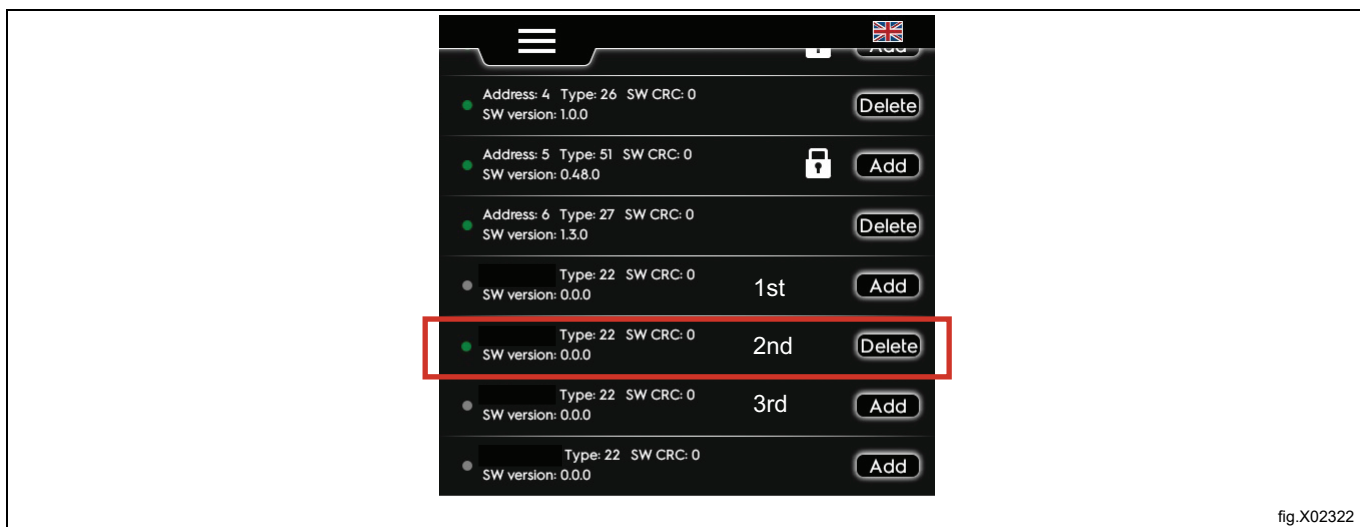 Add
Address: 4 Type: 26 SW CRC: 0
SW version: 1.0.0
Delete
Address: 5 Type: 51 SW CRC: 0
SW version: 0.48.0
Add
Address: 6 Type: 27 SW CRC: 0
SW version: 1.3.0
Delete
Type: 22 SW CRC: 0
SW version: 0.0.0
1st
Add
Type: 22 SW CRC: 0
SW version: 0.0.0
2nd
Delete
Type: 22 SW CRC: 0
SW version: 0.0.0
3rd
Add
Type: 22 SW CRC: 0
SW version: 0.0.0
Add
fig.X02322